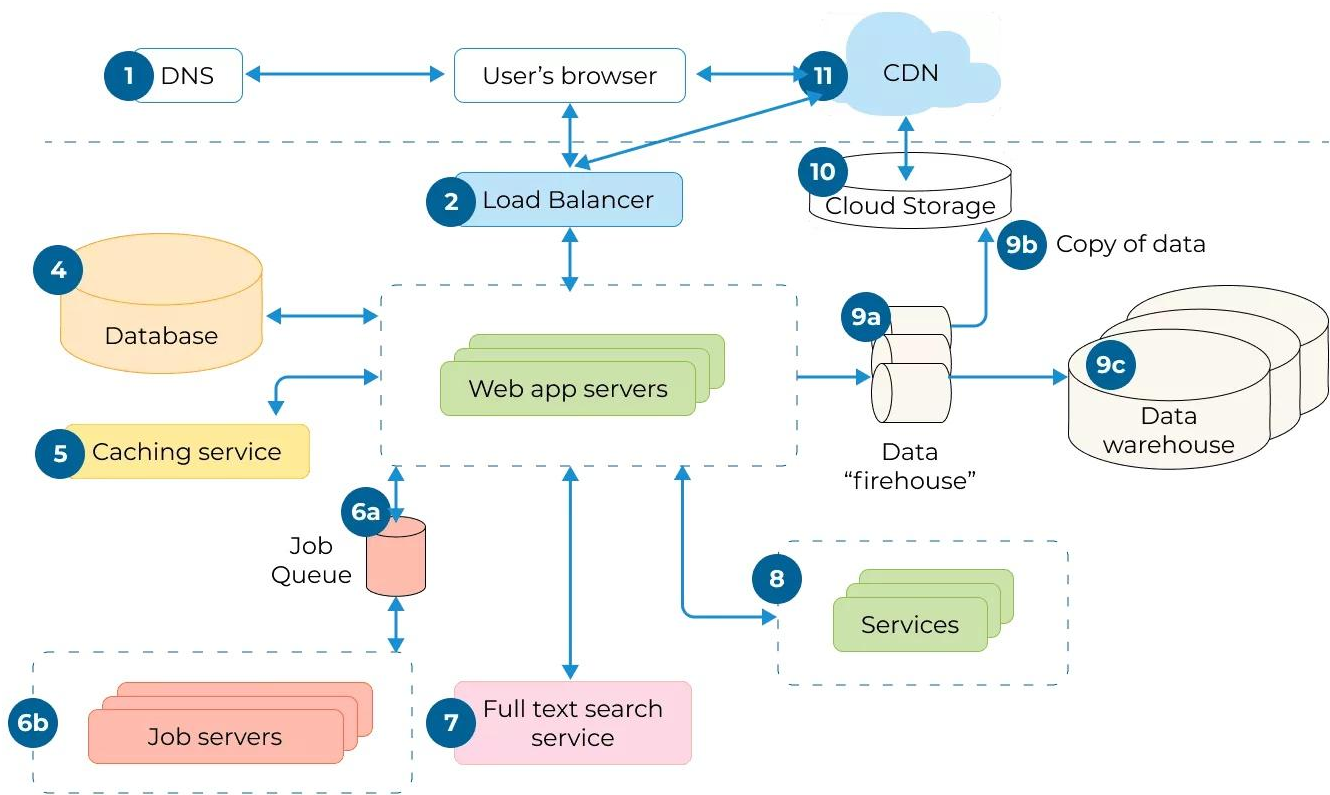 1 DNS
User's browser
11 CDN
10
Cloud Storage
2 Load Balancer
9b Copy of data
4
Database
9a
9c
Web app servers
Data
warehouse
5 Caching service
Data
“firehouse”
6a
Job
Queue
8
Services
6b
Job servers
7
Full text search
service